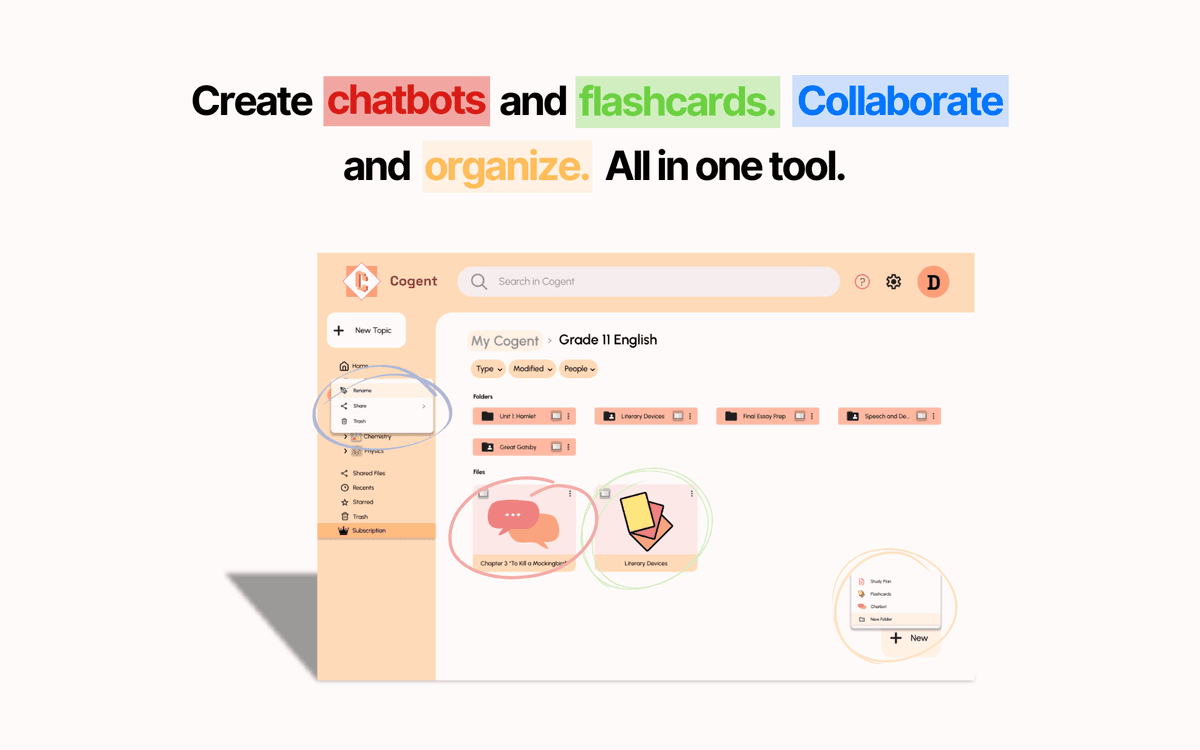 Create chatbots and flashcards. Collaborate
and organize. All in one tool.
C Cogent
Search in Cogent
?
D
+ New Topic
Home
Rename
Share >
Trash
> Chemistry
> Physics
Shared Files
Recents
Starred
Trash
Subscription
My Cogent > Grade 11 English
Type Modified People
Folders
Unit 1: Hamlet Literary Devices Final Essay Prep Speech and De...
Great Gatsby
Files
Chapter 3 "To Kill a Mockingbird" Literary Devices
Study Plan
Flashcards
Chatbot
New Folder
+ New